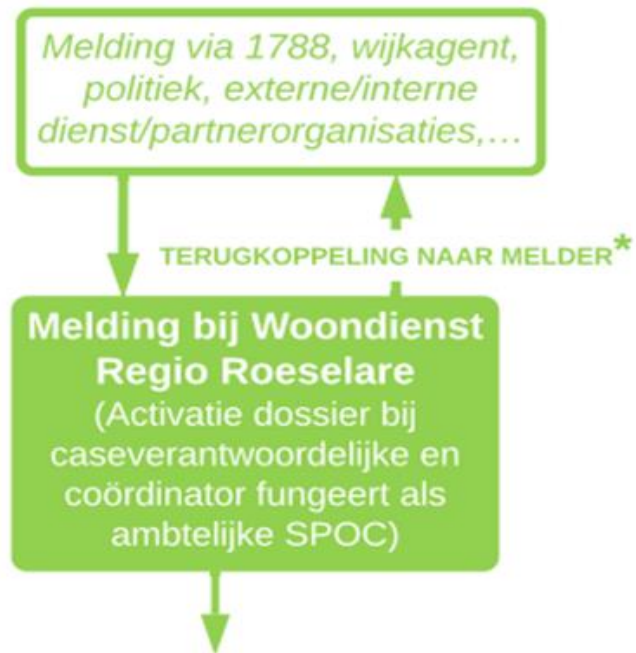 Melding via 1788, wijkagent,
politiek, externe/interne
dienst/partnerorganisaties,...
TERUGKOPPELING NAAR MELDER*
Melding bij Woondienst
Regio Roeselare
(Activatie dossier bij
caseverantwoordelijke en
coördinator fungeert als
ambtelijke SPOC)